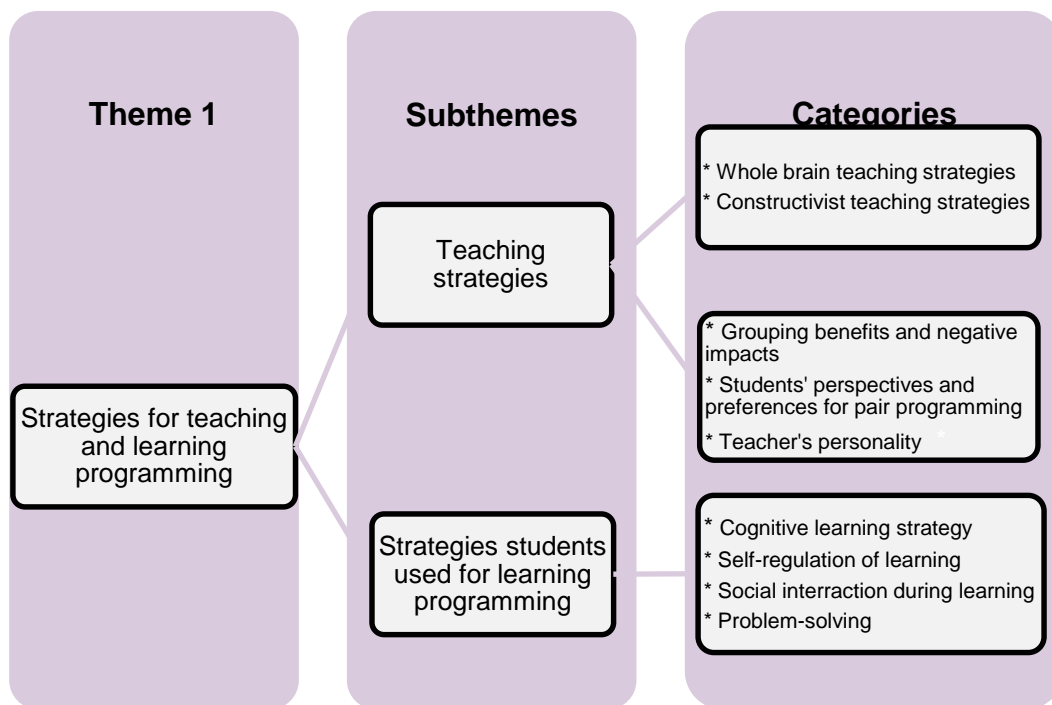 Theme 1
Subthemes
Categories
* Whole brain teaching strategies
* Constructivist teaching strategies
Teaching
strategies
* Grouping benefits and negative
impacts
* Students' perspectives and
preferences for pair programming
* Teacher's personality *
Strategies for teaching
and learning
programming
Strategies students
used for learning
programming
* Cognitive learning strategy
* Self-regulation of learning
* Social interraction during learning
* Problem-solving